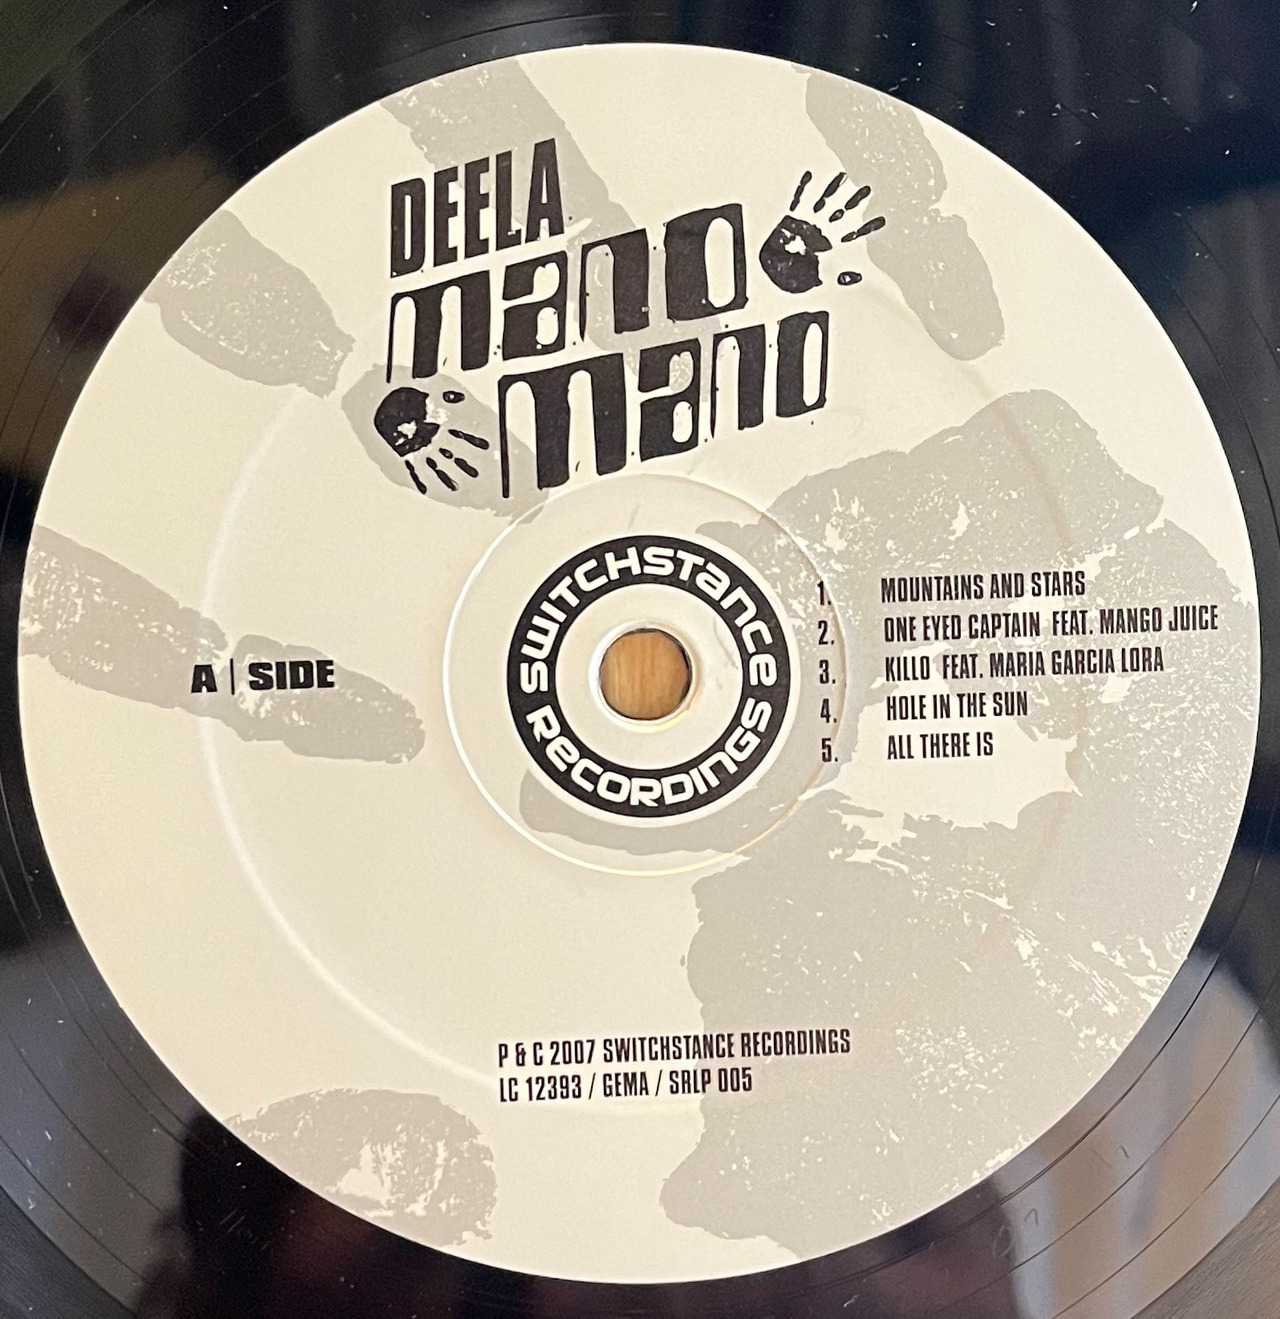 DEELA
mano
mano
SWITCHSTANCE RECORDINGS
A | SIDE
1. MOUNTAINS AND STARS
2. ONE EYED CAPTAIN FEAT. MANGO JUICE
3. KILLO FEAT. MARIA GARCIA LORA
4. HOLE IN THE SUN
5. ALL THERE IS
P & C 2007 SWITCHSTANCE RECORDINGS
LC 12393 / GEMA / SRLP 005